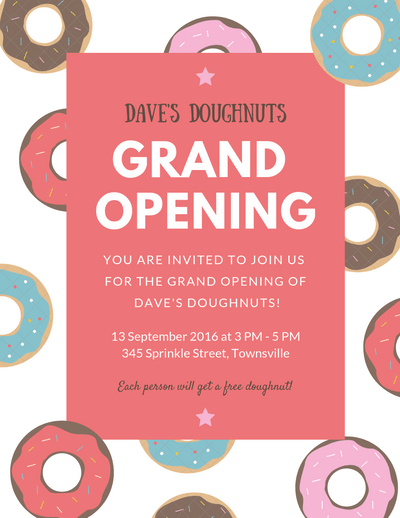 DAVE'S DOUGHNUTS
GRAND
OPENING
YOU ARE INVITED TO JOIN US
FOR THE GRAND OPENING OF
DAVE'S DOUGHNUTS!
13 September 2016 at 3 PM - 5 PM
345 Sprinkle Street, Townsville
Each person will get a free doughnut!